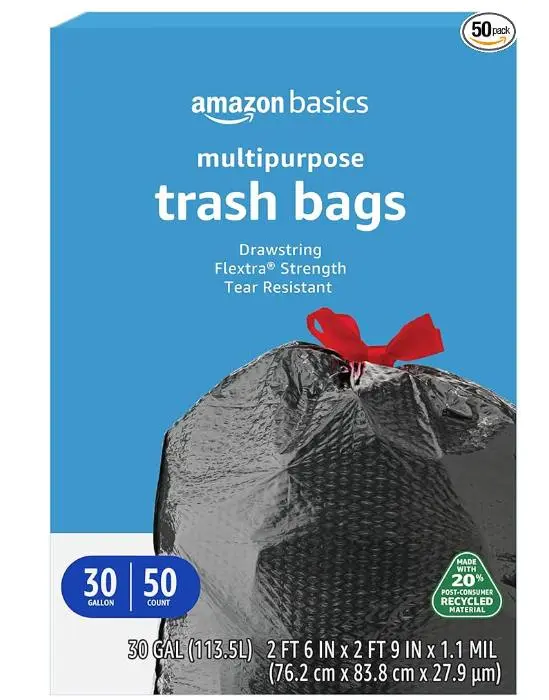 50 pack
amazon basics
multipurpose
trash bags
Drawstring
Flextra® Strength
Tear Resistant
30 | 50
GALLON COUNT
MADE
WITH
20%
POST-CONSUMER
RECYCLED
MATERIAL
30 GAL (113.5L) 2 FT 6 IN x 2 FT 9 IN x 1.1 MIL
(76.2 cm x 83.8 cm x 27.9 µm)